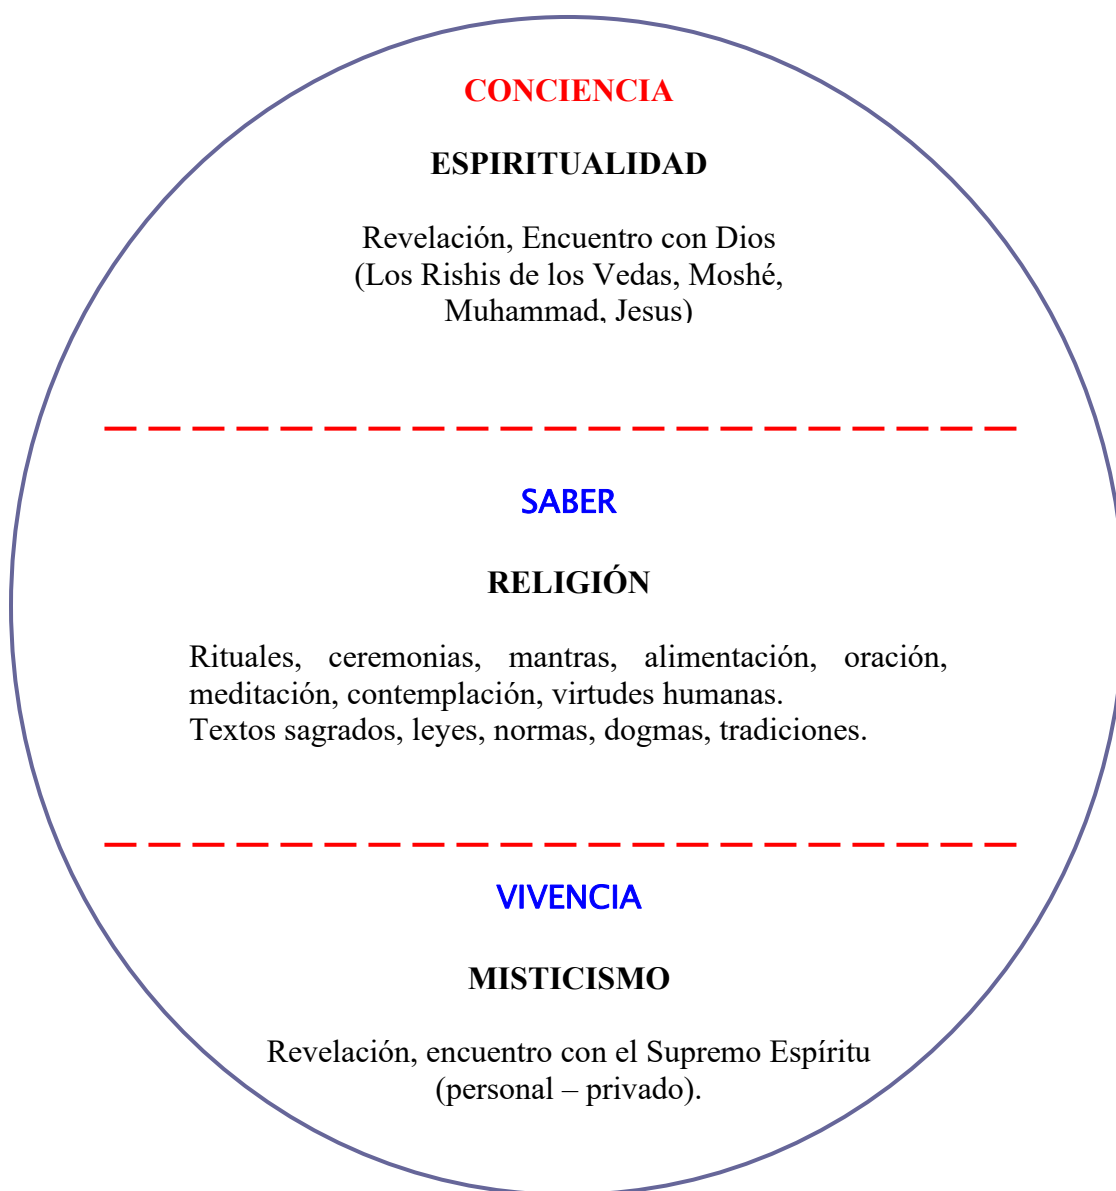 CONCIENCIA
ESPIRITUALIDAD
Revelación, Encuentro con Dios
(Los Rishis de los Vedas, Moshé,
Muhammad, Jesus)
SABER
RELIGIÓN
Rituales, ceremonias, mantras, alimentación, oración,
meditación, contemplación, virtudes humanas.
Textos sagrados, leyes, normas, dogmas, tradiciones.
VIVENCIA
MISTICISMO
Revelación, encuentro con el Supremo Espíritu
(personal – privado).